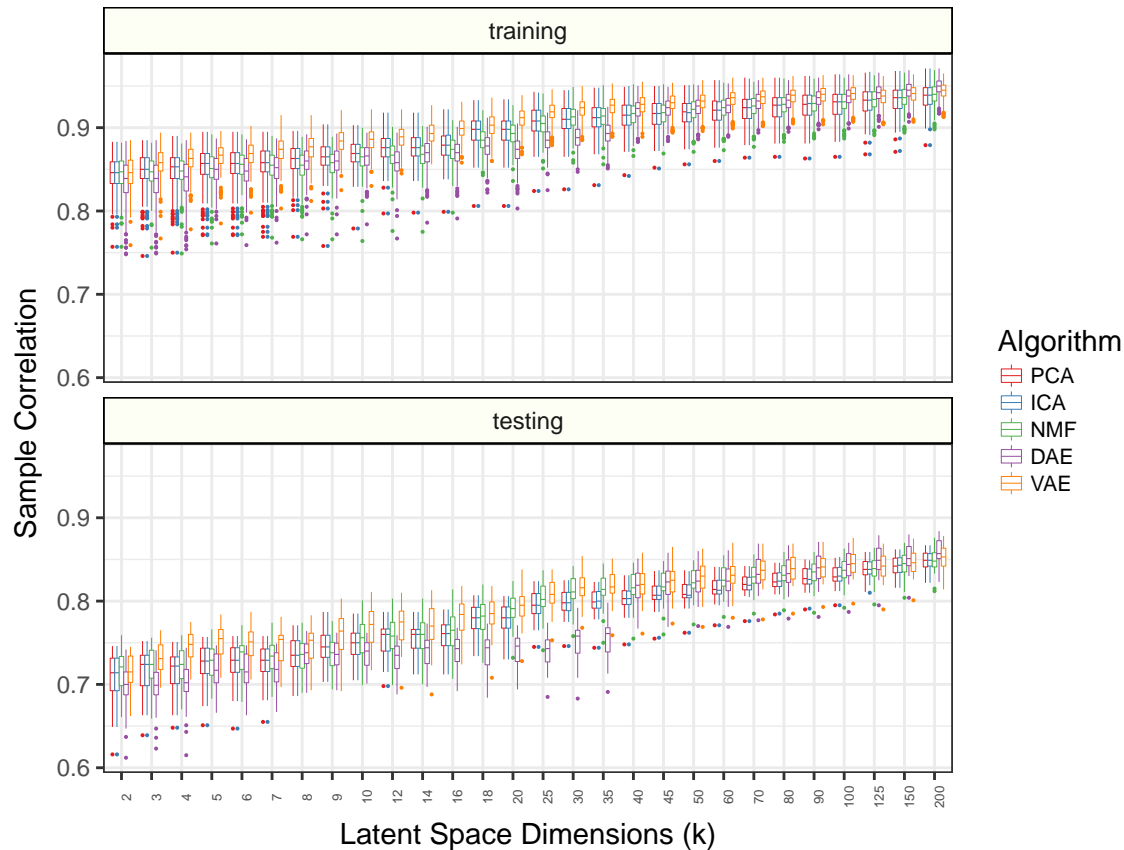 training
0.9
0.8
0.7
0.6
testing
0.9
0.8
0.7
0.6
Sample Correlation
2 3 4 5 6 7 8 9 10 12 14 16 18 20 25 30 35 40 45 50 60 70 80 90 100 125 150 200
Latent Space Dimensions (k)
Algorithm
PCA
ICA
NMF
DAE
VAE